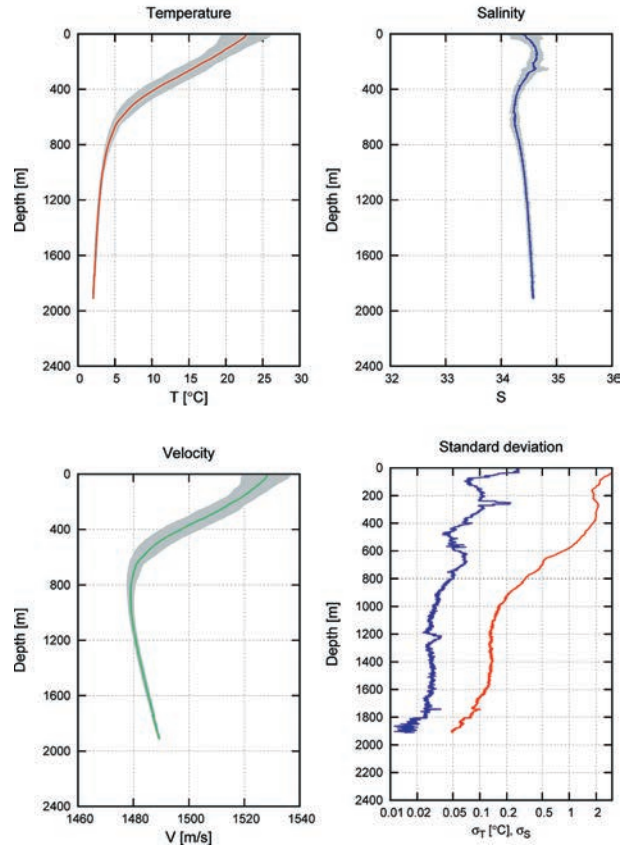 Temperature
0
400
800
1200
1600
2000
2400
Depth [m]
0 5 10 15 20 25 30
T [°C]
Salinity
0
400
800
1200
1600
2000
2400
Depth [m]
32 33 34 35 36
S
Velocity
0
400
800
1200
1600
2000
2400
Depth [m]
1460 1480 1500 1520 1540
V [m/s]
Standard deviation
0
200
400
600
800
1000
1200
1400
1600
1800
2000
2200
2400
Depth [m]
0.01 0.02 0.05 0.1 0.2 0.5 1 2
σT [°C], σS